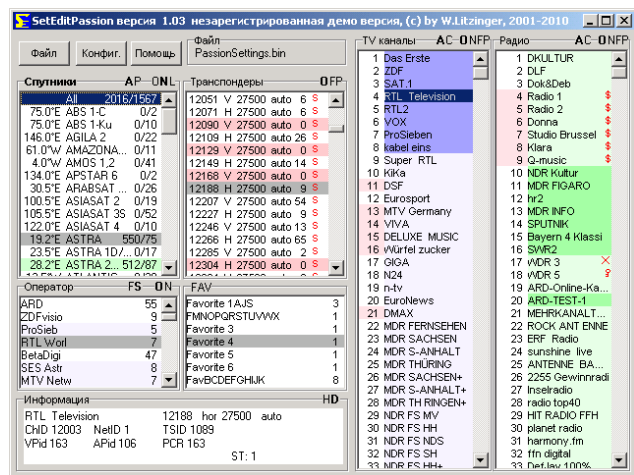 SetEditPassion версия 1.03 незарегистрированная демо версия, (c) by W.Litzinger, 2001-2010
Файл Конфиг. Помощь
Файл
PassionSettings.bin
Спутники AP ONL
All 2016/1567
75.0°E ABS 1-C 0/2
75.0°E ABS 1-Ku 0/10
146.0°E AGILA 2 0/22
61.0°W AMAZONA... 0/11
4.0°W AMOS 1,2 0/41
134.0°E APSTAR 6 0/2
30.5°E ARABSAT ... 0/26
100.5°E ASIASAT 2 0/19
105.5°E ASIASAT 3S 0/52
122.0°E ASIASAT 4 0/10
19.2°E ASTRA 550/75
23.5°E ASTRA 1D/... 0/17
28.2°E ASTRA 2... 512/87
Транспондеры OFP
12051 V 27500 auto 6 S
12071 H 27500 auto 6 S
12090 V 27500 auto 0 S
12109 H 27500 auto 26 S
12129 V 27500 auto 0 S
12149 H 27500 auto 14 S
12168 V 27500 auto 0 S
12188 H 27500 auto 9 S
12207 V 27500 auto 54 S
12227 H 27500 auto 9 S
12246 V 27500 auto 13 S
12266 H 27500 auto 65 S
12285 V 27500 auto 2 S
12304 H 27500 auto 0 S
Оператор FS ON
ARD 55
ZDFvisio 9
ProSieb 5
RTL Worl 7
BetaDigi 47
SES Astr 8
MTV Netw 7
FAV
Favorite 1AJS 3
FMNOPQRSTUVWX 1
Favorite 3 1
Favorite 4 1
Favorite 5 1
Favorite 6 1
FavBCDEFGHIJK 8
Информация HD
RTL Television 12188 hor 27500 auto
ChID 12003 NetID 1 TSID 1089
VPid 163 APid 106 PCR 163
ST: 1
TV каналы AC ONFP
1 Das Erste
2 ZDF
3 SAT.1
4 RTL Television
5 RTL2
6 VOX
7 ProSieben
8 kabel eins
9 Super RTL
10 KiKa
11 DSF
12 Eurosport
13 MTV Germany
14 VIVA
15 DELUXE MUSIC
16 Würfel zucker
17 GIGA
18 N24
19 n-tv
20 EuroNews
21 DMAX
22 MDR FERNSEHEN
23 MDR SACHSEN
24 MDR S-ANHALT
25 MDR THÜRING
26 MDR SACHSEN+
27 MDR S-ANHALT+
28 MDR TH RINGEN+
29 NDR FS MV
30 NDR FS HH
31 NDR FS NDS
32 NDR FS SH
33 NDR FS HH+
Радио AC ONFP
1 DKULTUR
2 DLF
3 Dok&Deb
4 Radio 1 $
5 Radio 2 $
6 Donna $
7 Studio Brussel $
8 Klara $
9 Q-music $
10 NDR Kultur
11 MDR FIGARO
12 hr2
13 MDR INFO
14 SPUTNIK
15 Bayern 4 Klassi
16 SWR2
17 WDR 3
18 WDR 5
19 ARD-Online-Ka...
20 ARD-TEST-1
21 MEHRKANALT...
22 ROCK ANT ENNE
23 ERF Radio
24 sunshine live
25 ANTENNE BA...
26 2255 Gewinnradi
27 Inselradio
28 radio top40
29 HIT RADIO FFH
30 planet radio
31 harmony.fm
32 ffn digital
33 DefJay 100%